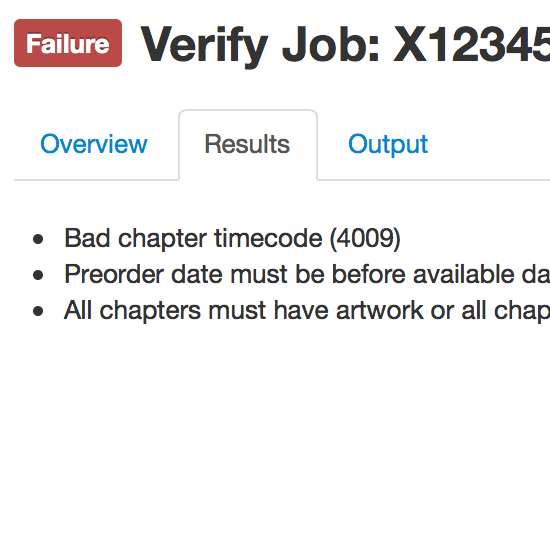 Failure Verify Job: X12345
Overview Results Output
Bad chapter timecode (4009)
Preorder date must be before available da
All chapters must have artwork or all chap